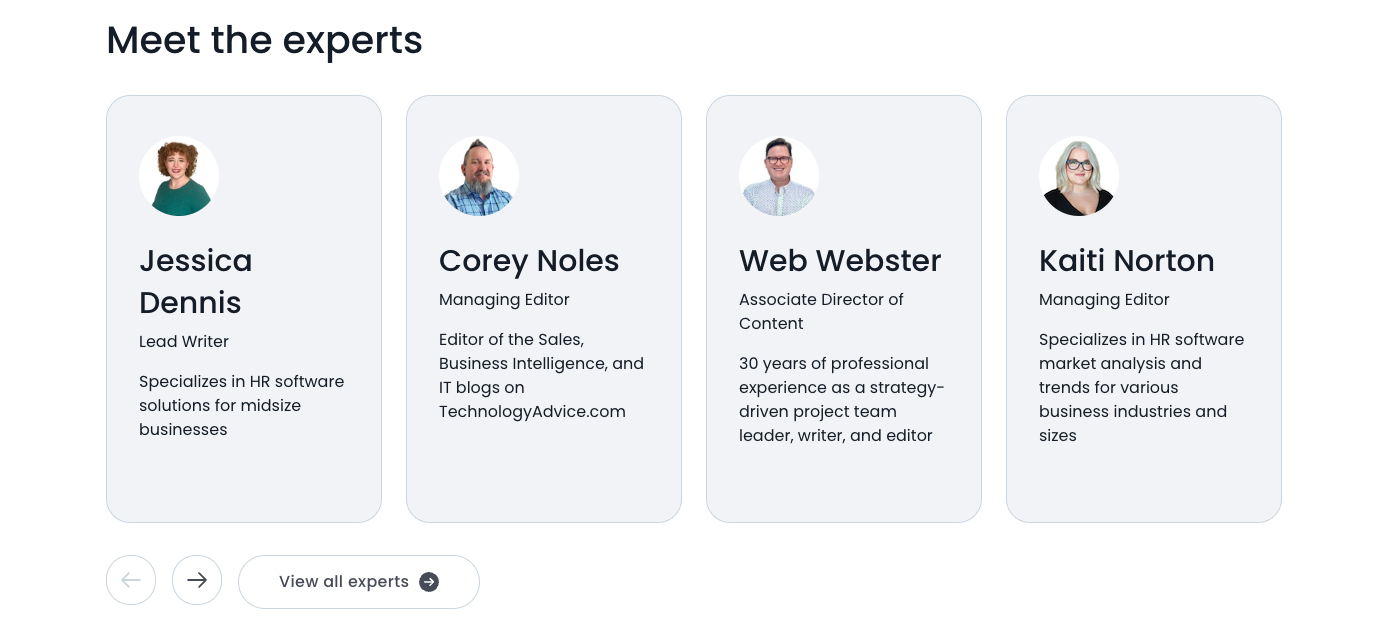 Meet the experts
Jessica
Dennis
Lead Writer
Specializes in HR software
solutions for midsize
businesses
Corey Noles
Managing Editor
Editor of the Sales,
Business Intelligence, and
IT blogs on
TechnologyAdvice.com
Web Webster
Associate Director of
Content
30 years of professional
experience as a strategy-
driven project team
leader, writer, and editor
Kaiti Norton
Managing Editor
Specializes in HR software
market analysis and
trends for various
business industries and
sizes
View all experts